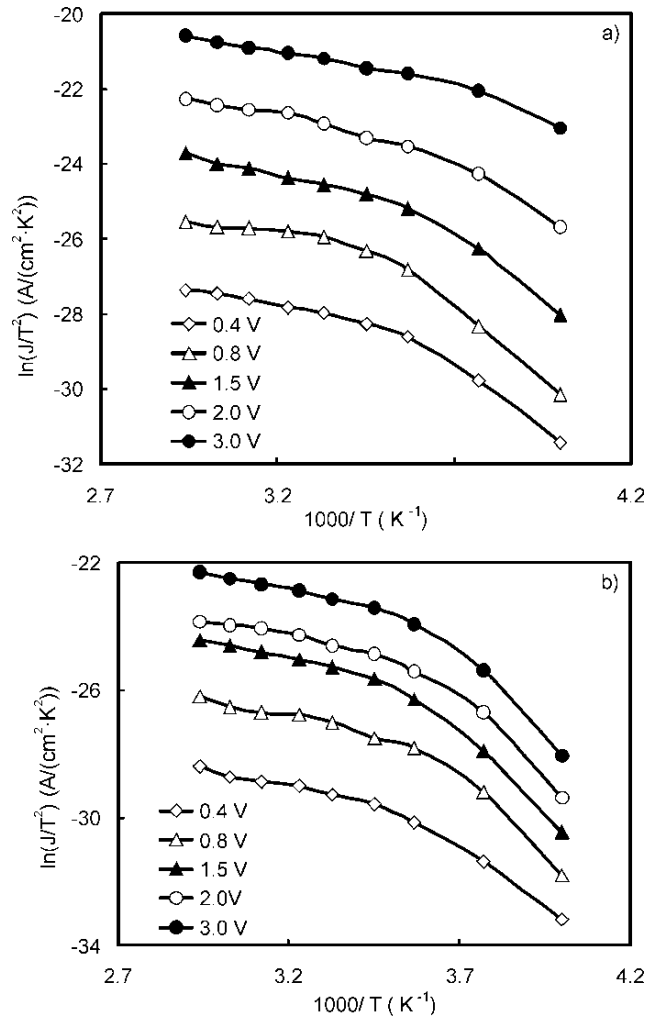 -20
a)
-22
-24
-26
-28
-30
-32
ln(J/T²) (A/(cm²·K²))
0.4 V
0.8 V
1.5 V
2.0 V
3.0 V
2.7
3.2
3.7
4.2
1000/ T ( K⁻¹)
-22
b)
-26
-30
-34
ln(J/T²) (A/(cm²·K²))
0.4 V
0.8 V
1.5 V
2.0V
3.0 V
2.7
3.2
3.7
4.2
1000/ T ( K⁻¹)